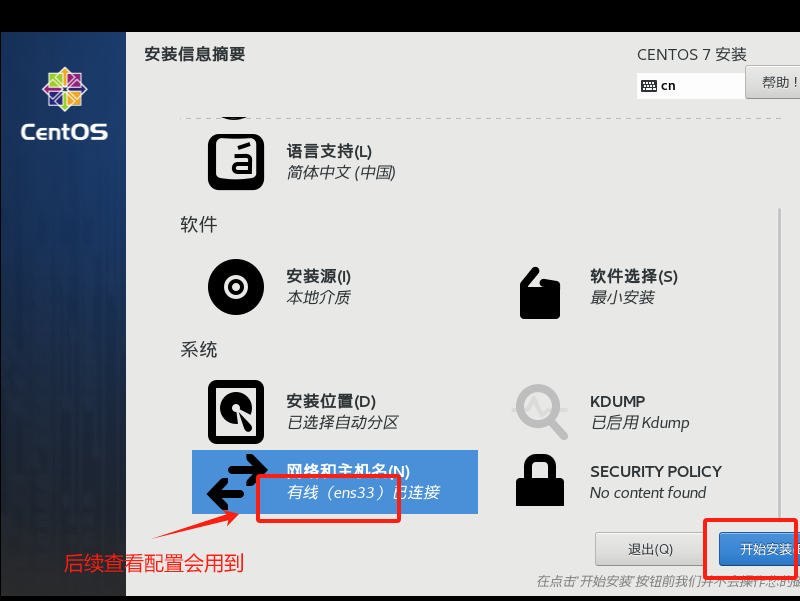 安装信息摘要
CENTOS 7 安装
cn
帮助！
CentOS
语言支持(L)
简体中文 (中国)
软件
安装源(I)
本地介质
软件选择(S)
最小安装
系统
安装位置(D)
已选择自动分区
KDUMP
已启用 Kdump
网络和主机名(N)
有线（ens33）已连接
SECURITY POLICY
No content found
后续查看配置会用到
退出(Q)
开始安装(
在点击'开始安装'按钮前我们并不会操作您的